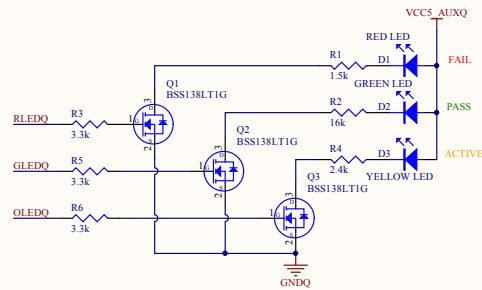 VCC5_AUXQ
RED LED
R1 D1 FAIL
1.5k
GREEN LED
Q1
BSS138LT1G
R2 D2 PASS
16k
RLEDQ R3 1 G D 3 S 2
3.3k
Q2
BSS138LT1G
R4 D3 ACTIVE
2.4k
YELLOW LED
GLEDQ R5 1 G D 3 S 2
3.3k
Q3
BSS138LT1G
OLEDQ R6 1 G D 3 S 2
3.3k
GNDQ